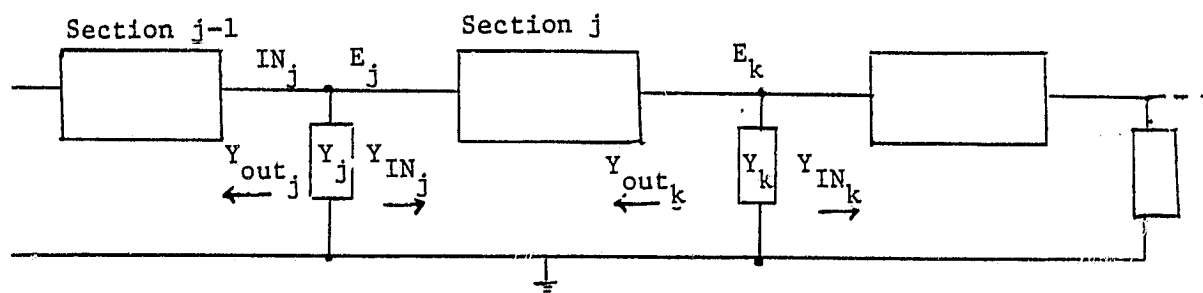 Section j-1
Section j
IN_j E_j
E_k
Y_out_j
Y_j
Y_IN_j
Y_out_k
Y_k
Y_IN_k